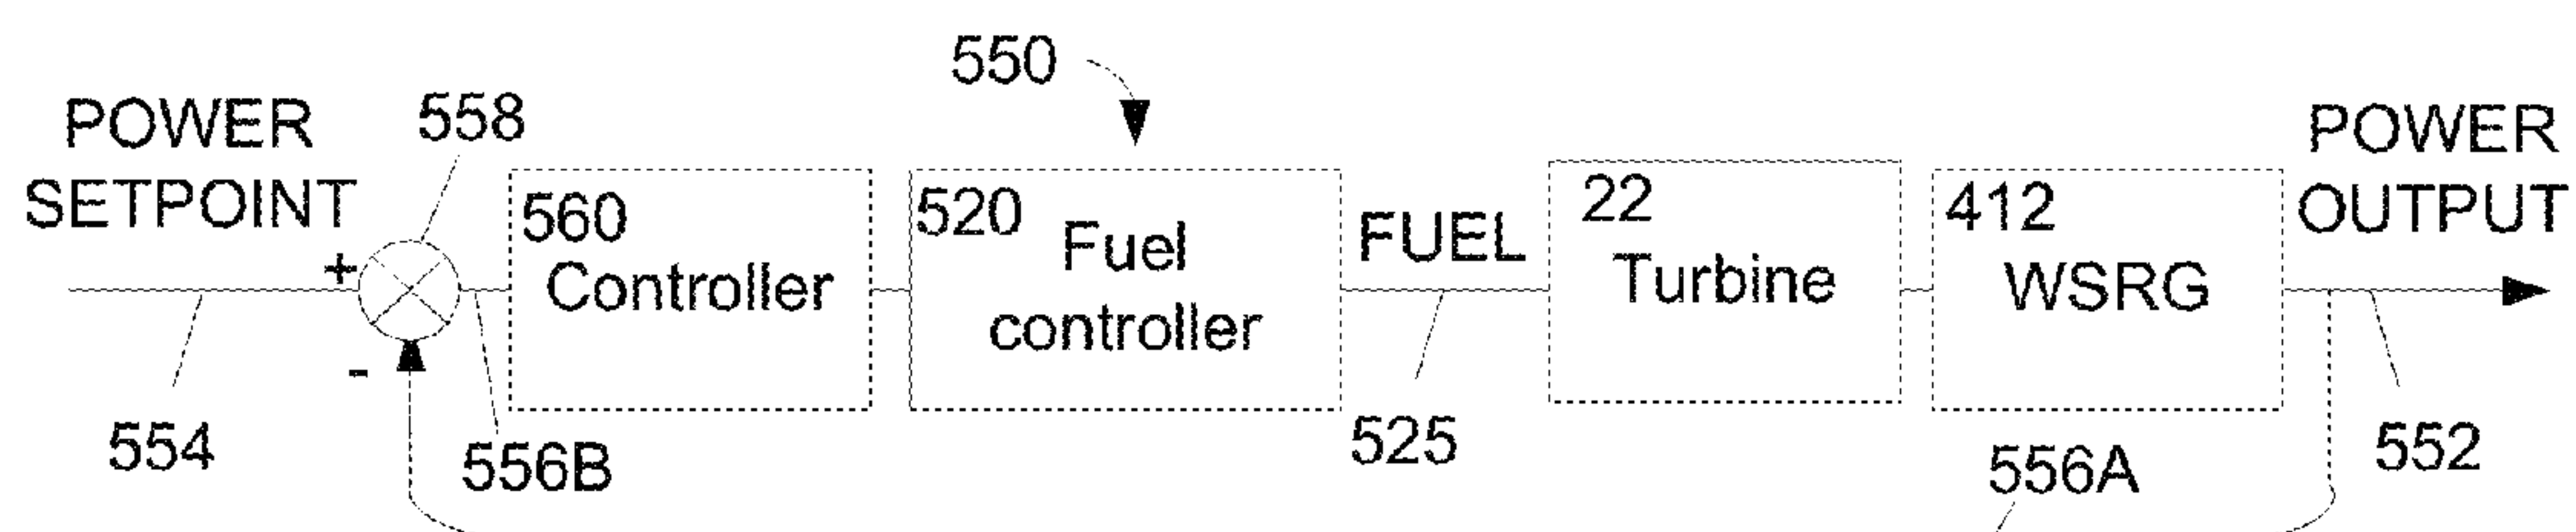 550
POWER
SETPOINT
558
POWER
OUTPUT
+
-
560
Controller
520
Fuel
controller
FUEL
22
Turbine
412
WSRG
554
556B
525
556A
552